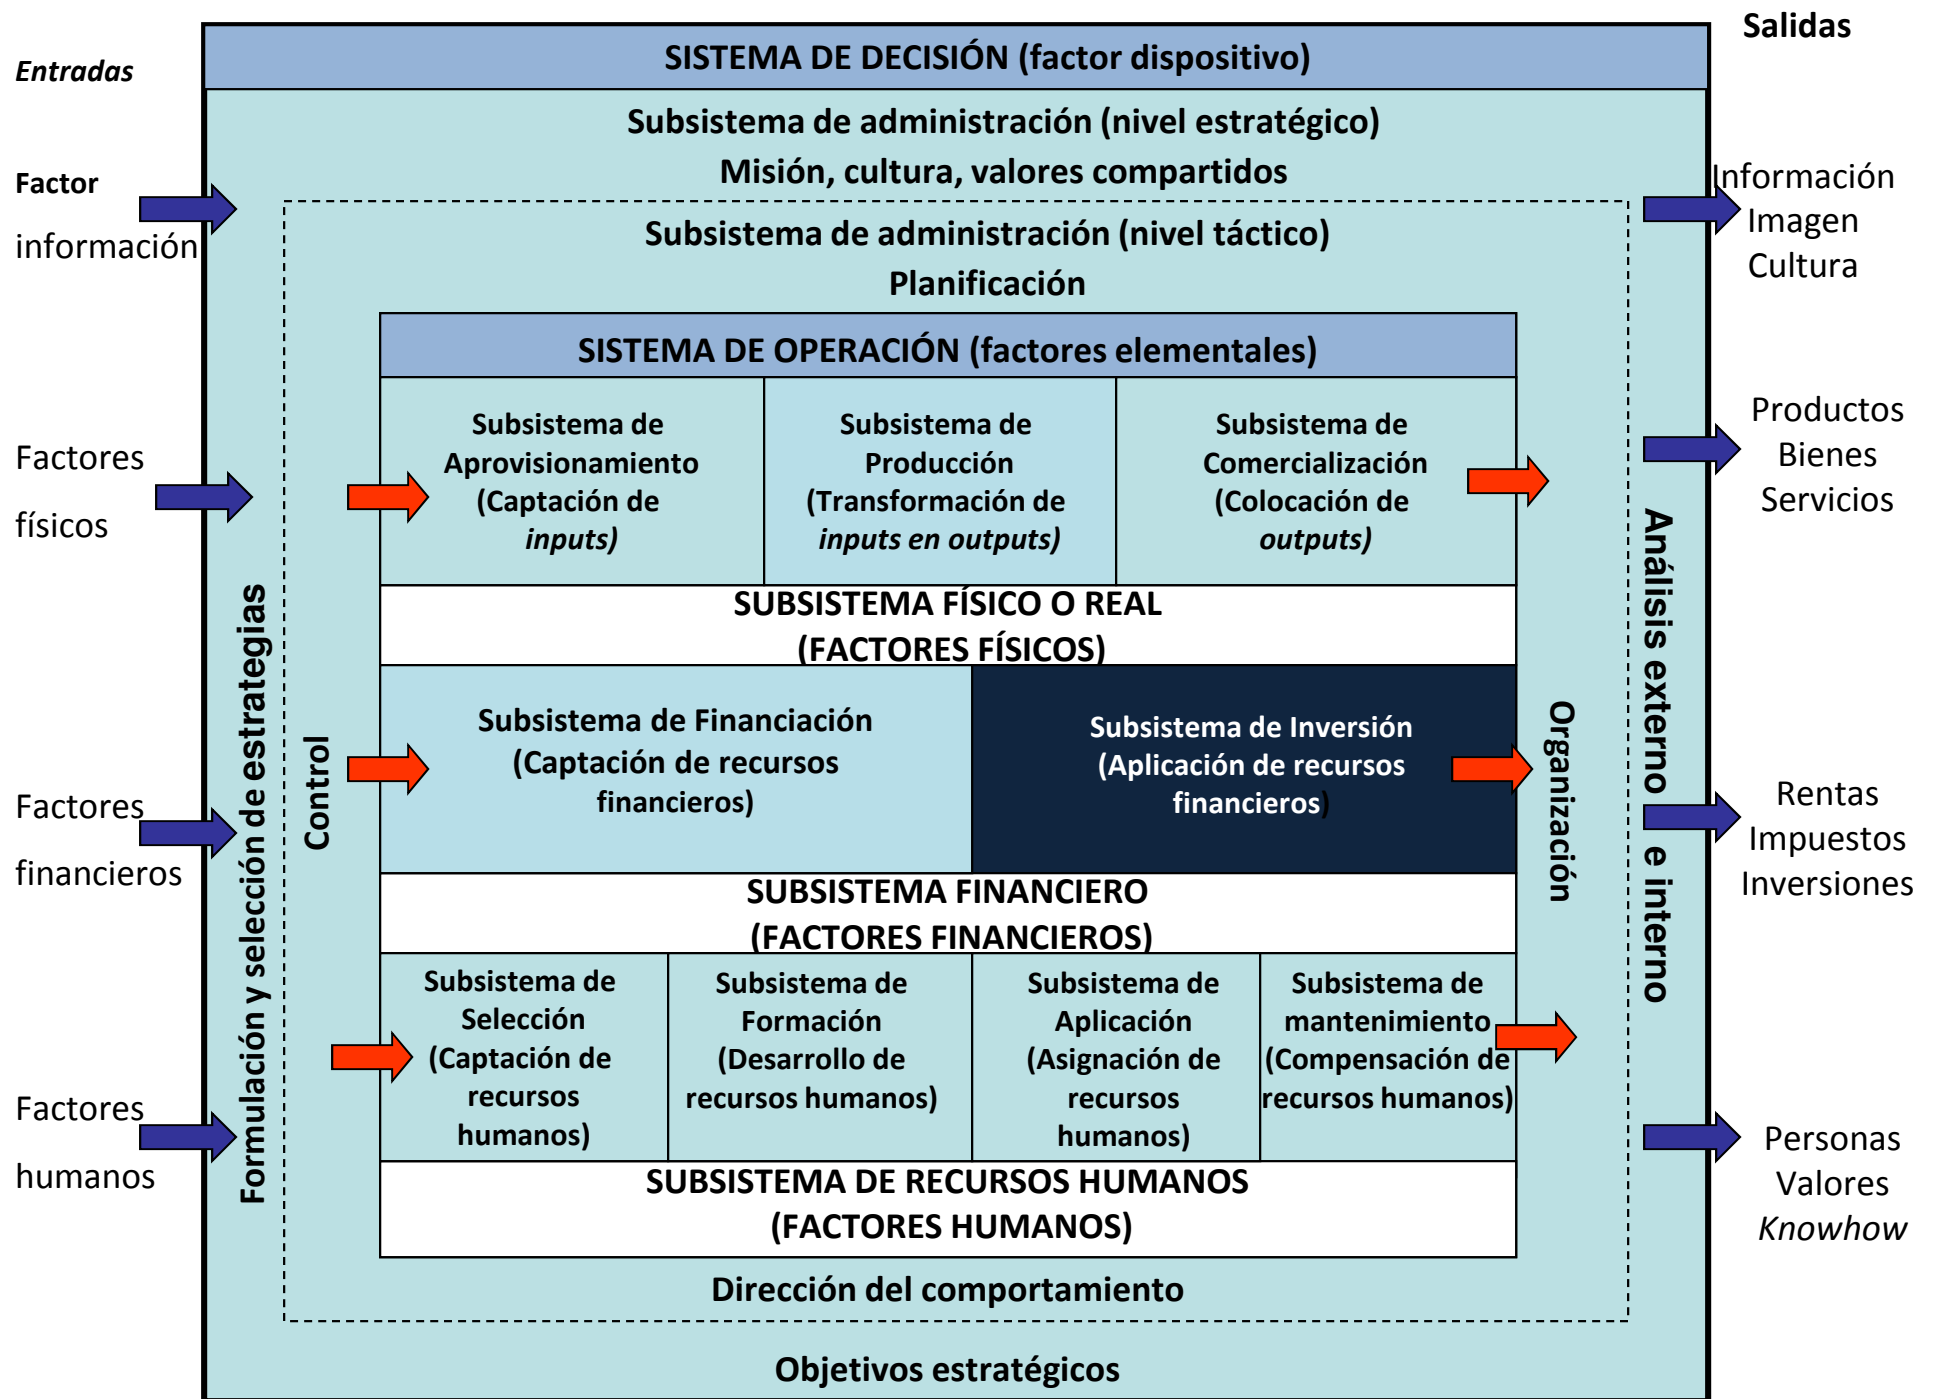 Salidas
Entradas
SISTEMA DE DECISIÓN (factor dispositivo)
Subsistema de administración (nivel estratégico)
Misión, cultura, valores compartidos
Factor
información
Información
Imagen
Cultura
Subsistema de administración (nivel táctico)
Planificación
SISTEMA DE OPERACIÓN (factores elementales)
Factores
físicos
Subsistema de
Aprovisionamiento
(Captación de
inputs)
Subsistema de
Producción
(Transformación de
inputs en outputs)
Subsistema de
Comercialización
(Colocación de
outputs)
Productos
Bienes
Servicios
SUBSISTEMA FÍSICO O REAL
(FACTORES FÍSICOS)
Formulación y selección de estrategias
Control
Subsistema de Financiación
(Captación de recursos
financieros)
Subsistema de Inversión
(Aplicación de recursos
financieros)
Organización
Análisis externo e interno
Factores
financieros
Rentas
Impuestos
Inversiones
SUBSISTEMA FINANCIERO
(FACTORES FINANCIEROS)
Subsistema de
Selección
(Captación de
recursos
humanos)
Subsistema de
Formación
(Desarrollo de
recursos humanos)
Subsistema de
Aplicación
(Asignación de
recursos
humanos)
Subsistema de
mantenimiento
(Compensación de
recursos humanos)
Factores
humanos
Personas
Valores
Knowhow
SUBSISTEMA DE RECURSOS HUMANOS
(FACTORES HUMANOS)
Dirección del comportamiento
Objetivos estratégicos